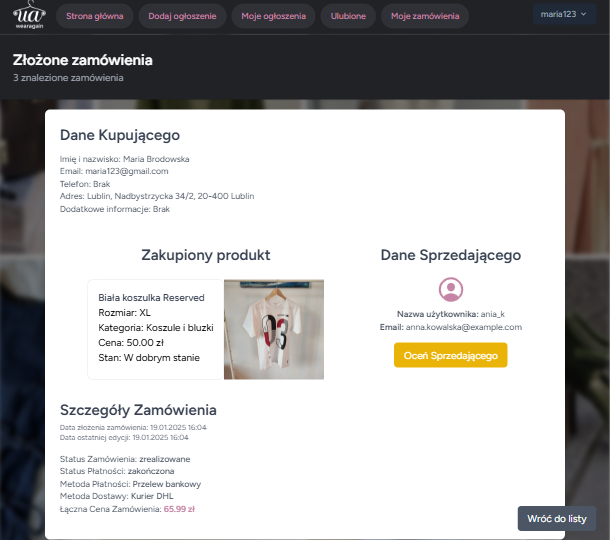 ua
wearagain
Strona główna
Dodaj ogłoszenie
Moje ogłoszenia
Ulubione
Moje zamówienia
maria123
Złożone zamówienia
3 znalezione zamówienia
Dane Kupującego
Imię i nazwisko: Maria Brodowska
Email: maria123@gmail.com
Telefon: Brak
Adres: Lublin, Nadbystrzycka 34/2, 20-400 Lublin
Dodatkowe informacje: Brak
Zakupiony produkt
Biała koszulka Reserved
Rozmiar: XL
Kategoria: Koszule i bluzki
Cena: 50.00 zł
Stan: W dobrym stanie
Dane Sprzedającego
Nazwa użytkownika: ania_k
Email: anna.kowalska@example.com
Oceń Sprzedającego
Szczegóły Zamówienia
Data złożenia zamówienia: 19.01.2025 16:04
Data ostatniej edycji: 19.01.2025 16:04
Status Zamówienia: zrealizowane
Status Płatności: zakończona
Metoda Płatności: Przelew bankowy
Metoda Dostawy: Kurier DHL
Łączna Cena Zamówienia: 65.99 zł
Wróć do listy